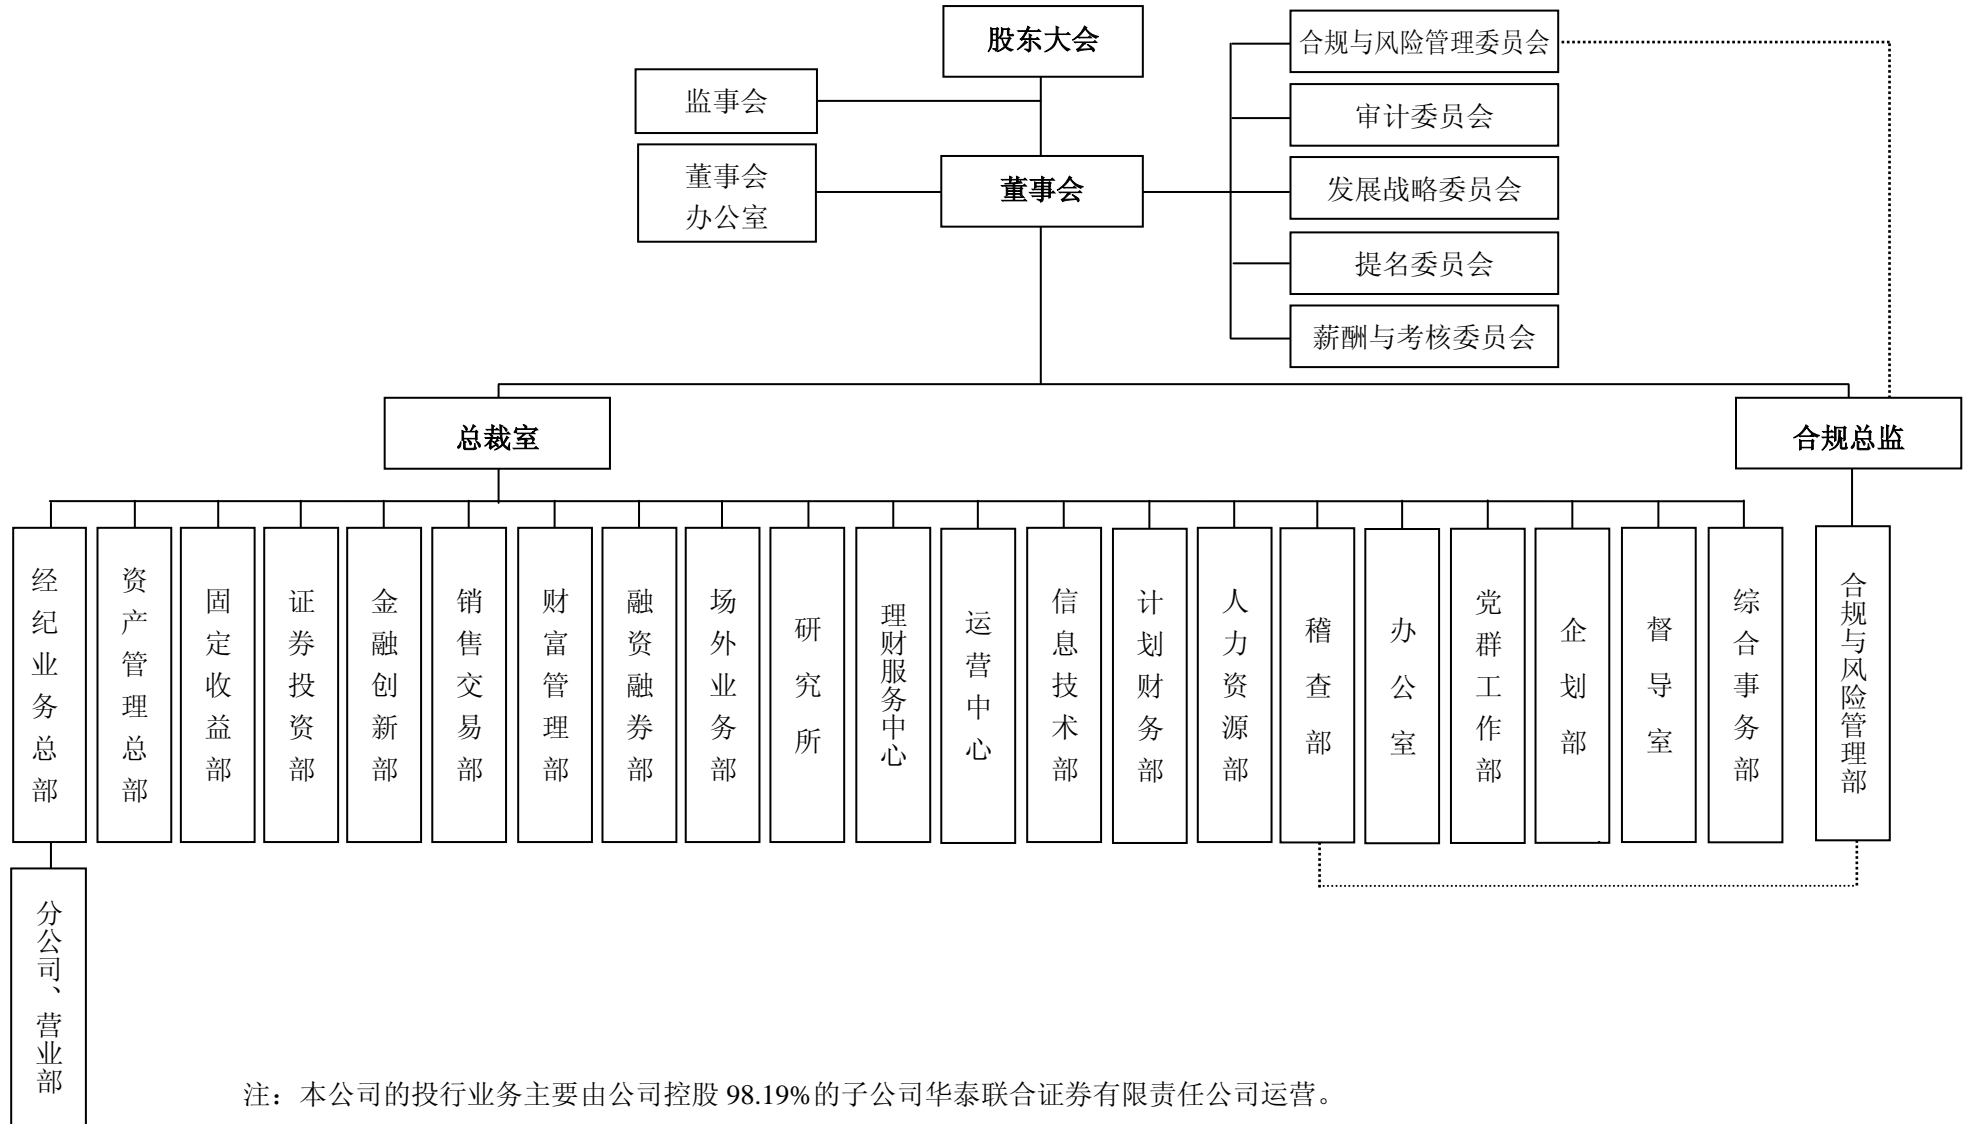 股东大会
合规与风险管理委员会
监事会
审计委员会
董事会
办公室
董事会
发展战略委员会
提名委员会
薪酬与考核委员会
总裁室
合规总监
经纪业务总部
资产管理总部
固定收益部
证券投资部
金融创新部
销售交易部
财富管理部
融资融券部
场外业务部
研究所
理财服务中心
运营中心
信息技术部
计划财务部
人力资源部
稽查部
办公室
党群工作部
企划部
督导室
综合事务部
合规与风险管理部
分公司、营业部
注：本公司的投行业务主要由公司控股 98.19%的子公司华泰联合证券有限责任公司运营。